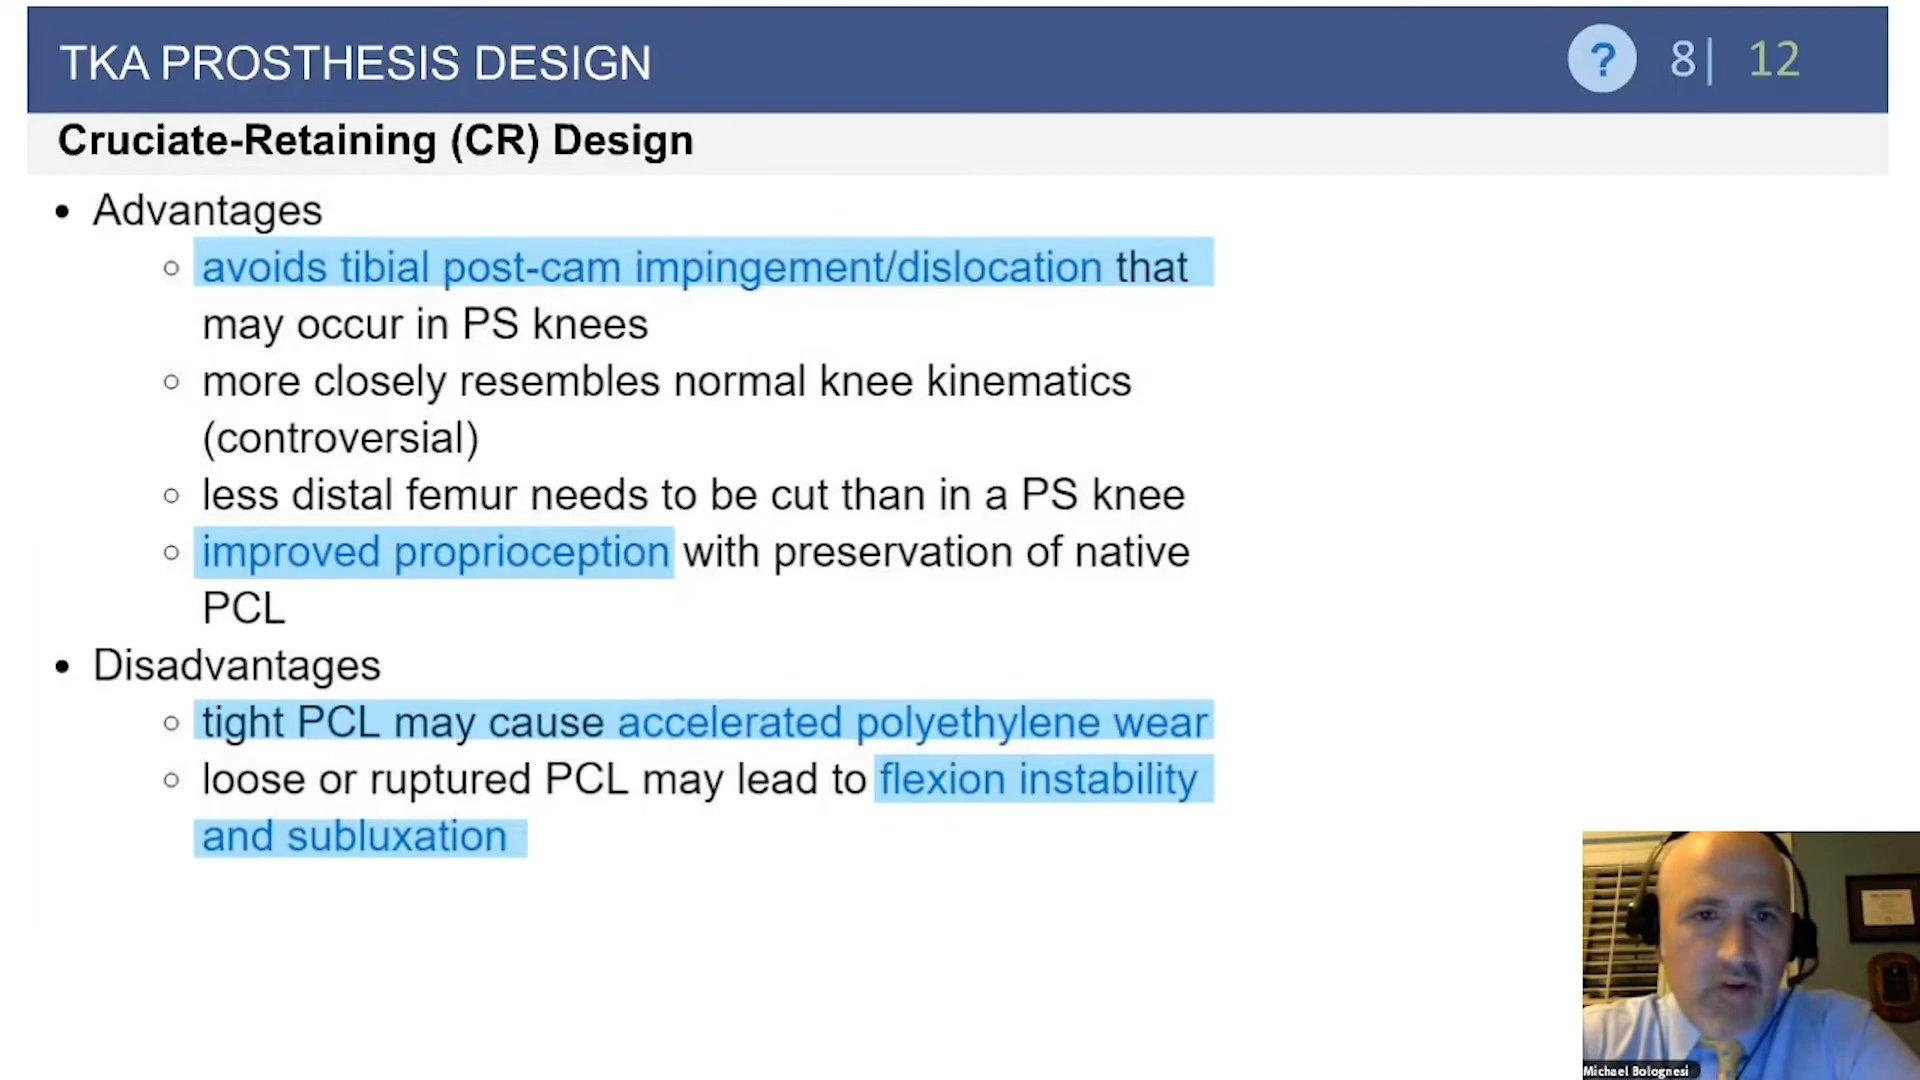 TKA PROSTHESIS DESIGN
? 8| 12
Cruciate-Retaining (CR) Design
• Advantages
○ avoids tibial post-cam impingement/dislocation that
may occur in PS knees
○ more closely resembles normal knee kinematics
(controversial)
○ less distal femur needs to be cut than in a PS knee
○ improved proprioception with preservation of native
PCL
• Disadvantages
○ tight PCL may cause accelerated polyethylene wear
○ loose or ruptured PCL may lead to flexion instability
and subluxation
Michael Bolognesi